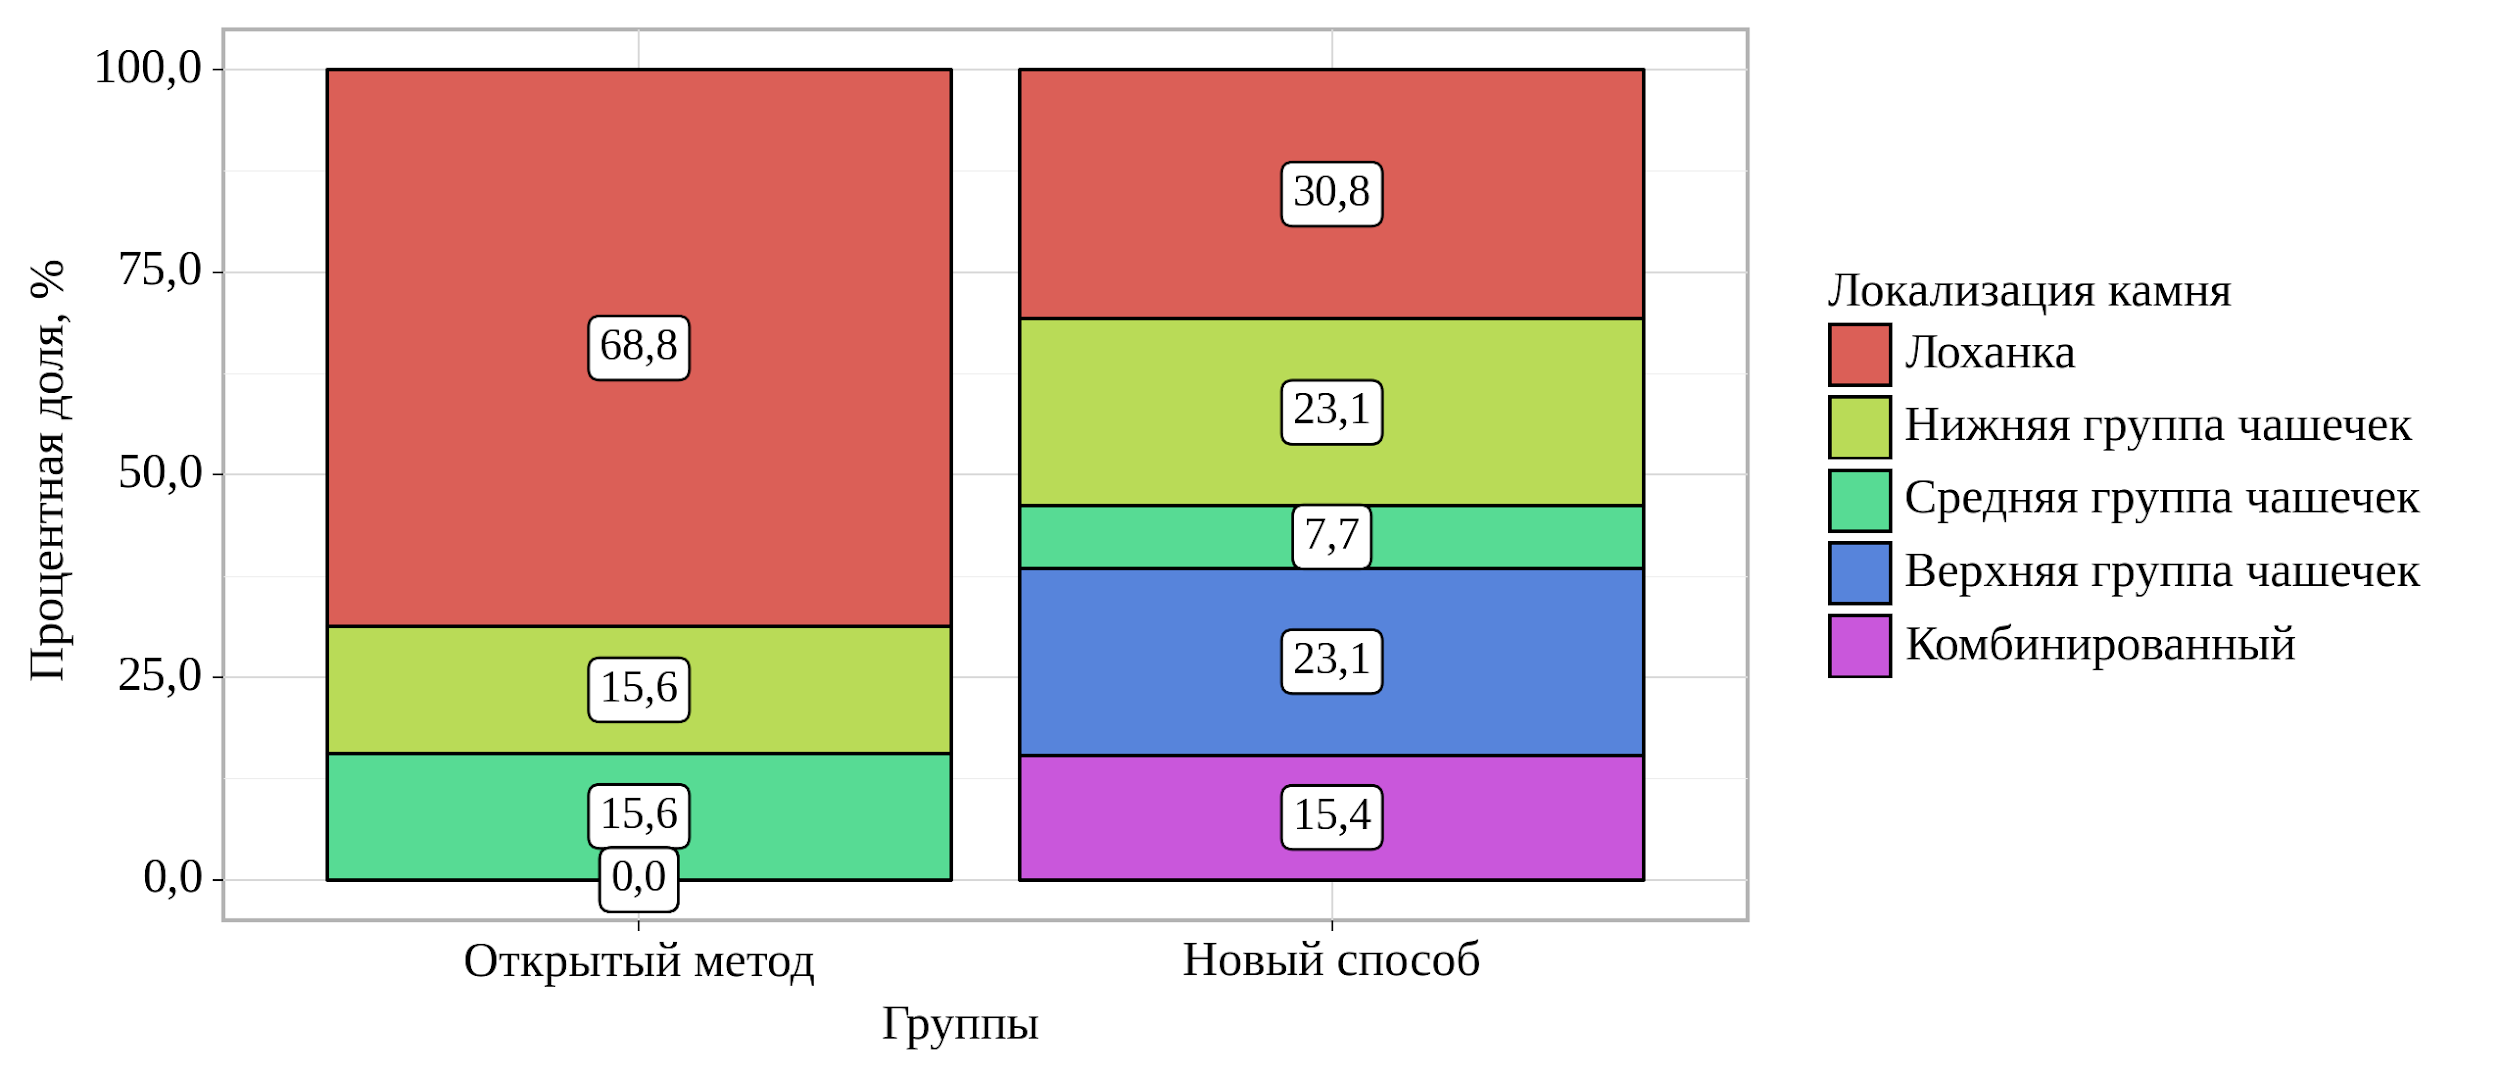 Процентная доля, %
100,0
75,0
50,0
25,0
0,0
68,8
15,6
15,6
0,0
30,8
23,1
7,7
23,1
15,4
Открытый метод
Новый способ
Группы
Локализация камня
Лоханка
Нижняя группа чашечек
Средняя группа чашечек
Верхняя группа чашечек
Комбинированный